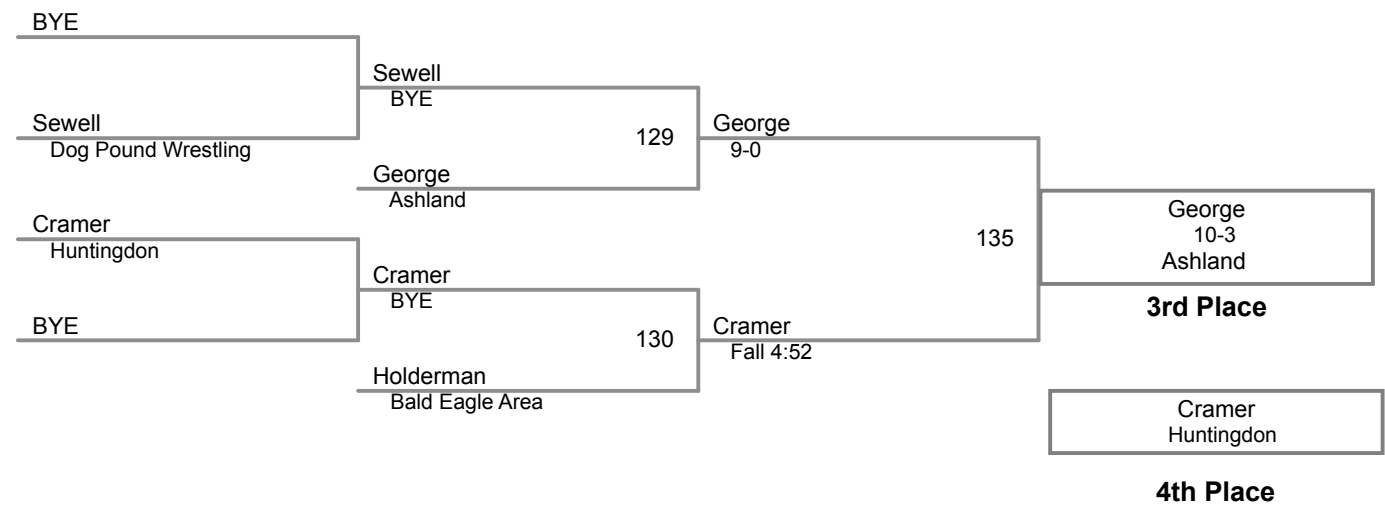 BYE
Sewell
Dog Pound Wrestling
Cramer
Huntingdon
BYE
Sewell
BYE
129
George
Ashland
Cramer
BYE
130
Holderman
Bald Eagle Area
George
9-0
135
Cramer
Fall 4:52
George
10-3
Ashland
3rd Place
Cramer
Huntingdon
4th Place